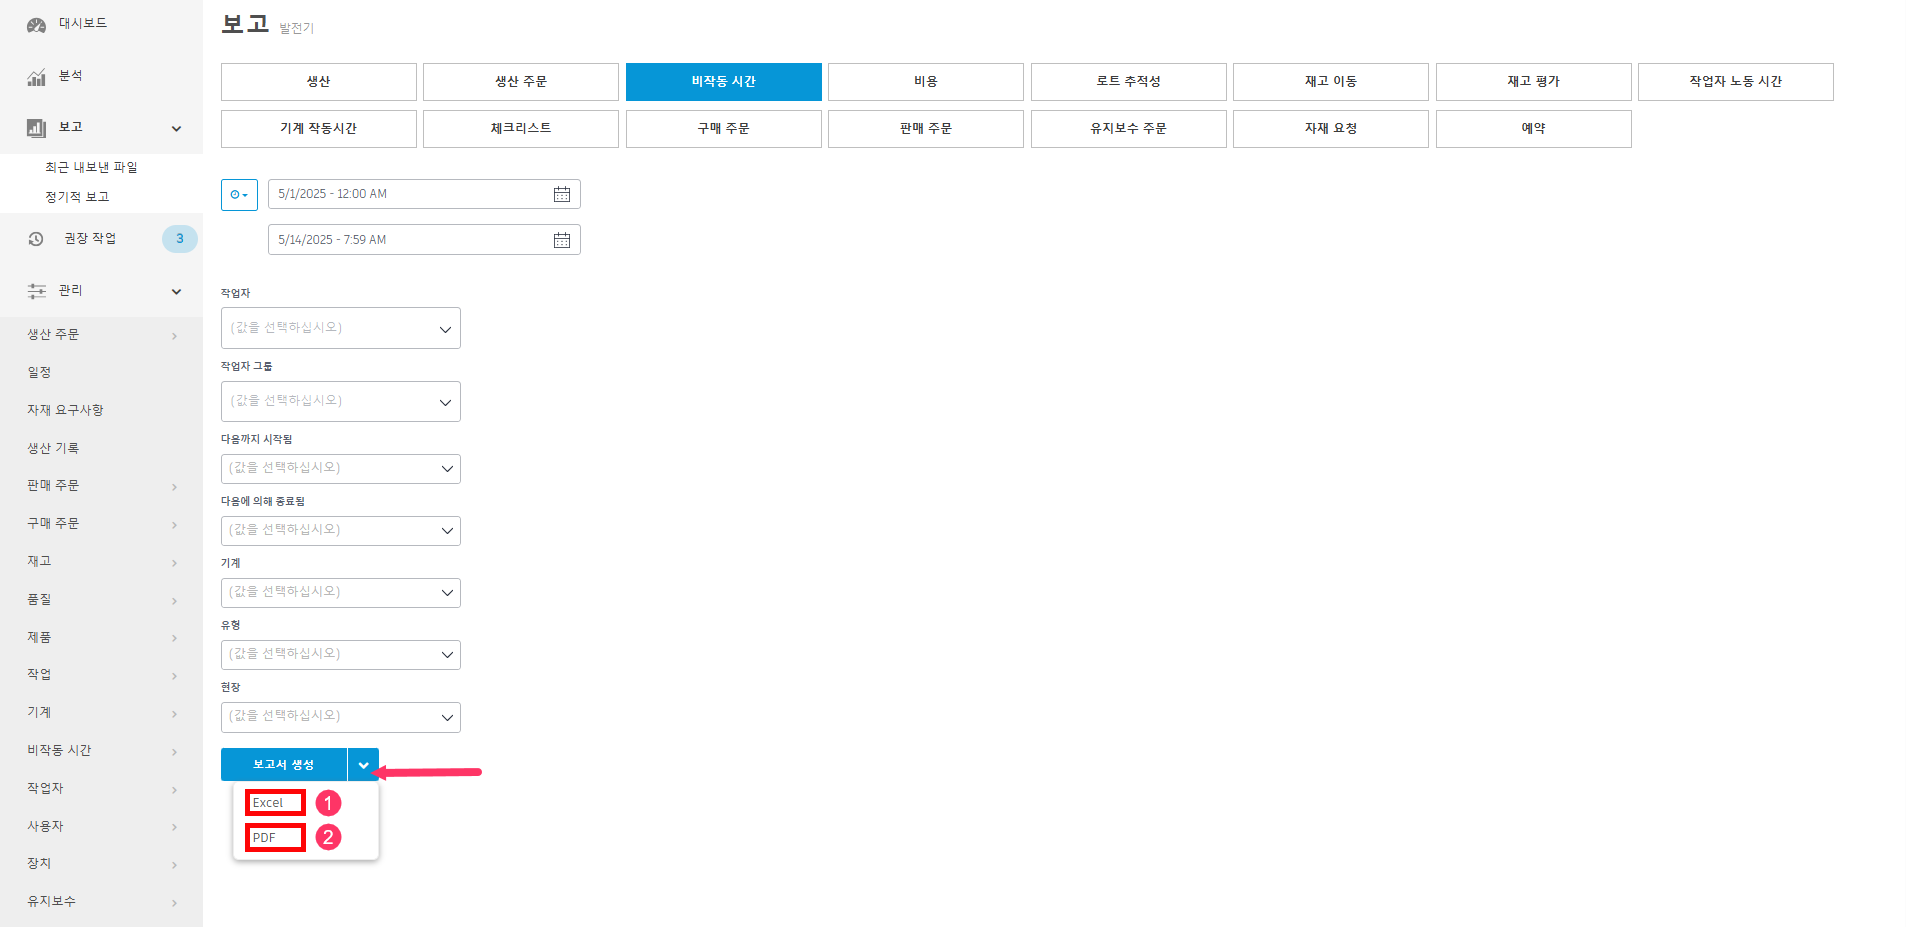 대시보드
분석
보고
최근 내보낸 파일
정기적 보고
권장 작업 3
관리
생산 주문
일정
자재 요구사항
생산 기록
판매 주문
구매 주문
재고
품질
제품
작업
기계
비작동 시간
작업자
사용자
장치
유지보수
보고 발전기
생산 생산 주문 비작동 시간 비용 로트 추적성 재고 이동 재고 평가 작업자 노동 시간
기계 작동시간 체크리스트 구매 주문 판매 주문 유지보수 주문 자재 요청 예약
5/1/2025 - 12:00 AM
5/14/2025 - 7:59 AM
작업자
(값을 선택하십시오)
작업자 그룹
(값을 선택하십시오)
다음까지 시작됨
(값을 선택하십시오)
다음에 의해 종료됨
(값을 선택하십시오)
기계
(값을 선택하십시오)
유형
(값을 선택하십시오)
현장
(값을 선택하십시오)
보고서 생성
Excel 1
PDF 2